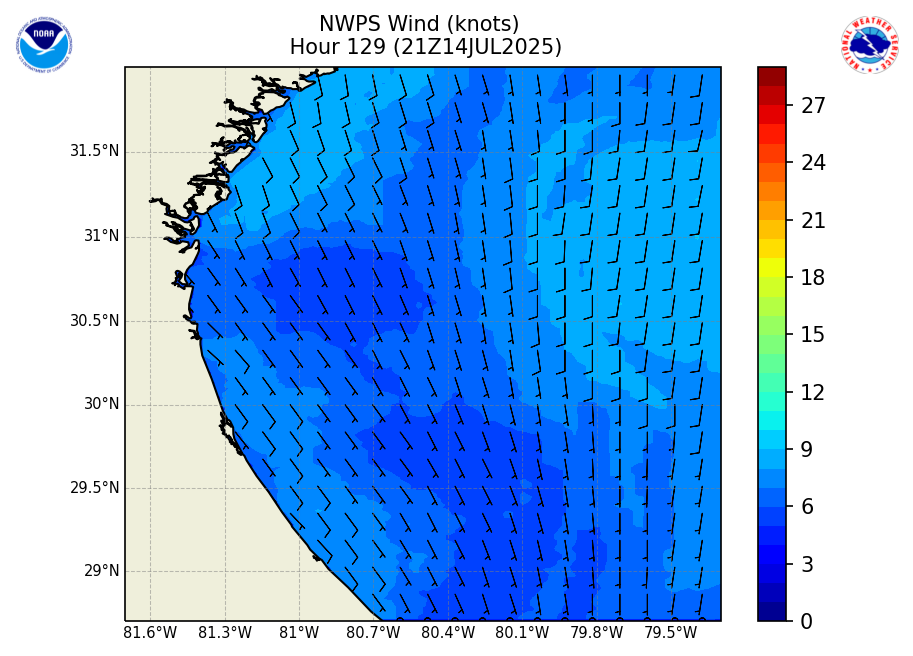 NWPS Wind (knots)
Hour 129 (21Z14JUL2025)
NOAA
NATIONAL WEATHER SERVICE
31.5°N
31°N
30.5°N
30°N
29.5°N
29°N
81.6°W 81.3°W 81°W 80.7°W 80.4°W 80.1°W 79.8°W 79.5°W
27
24
21
18
15
12
9
6
3
0